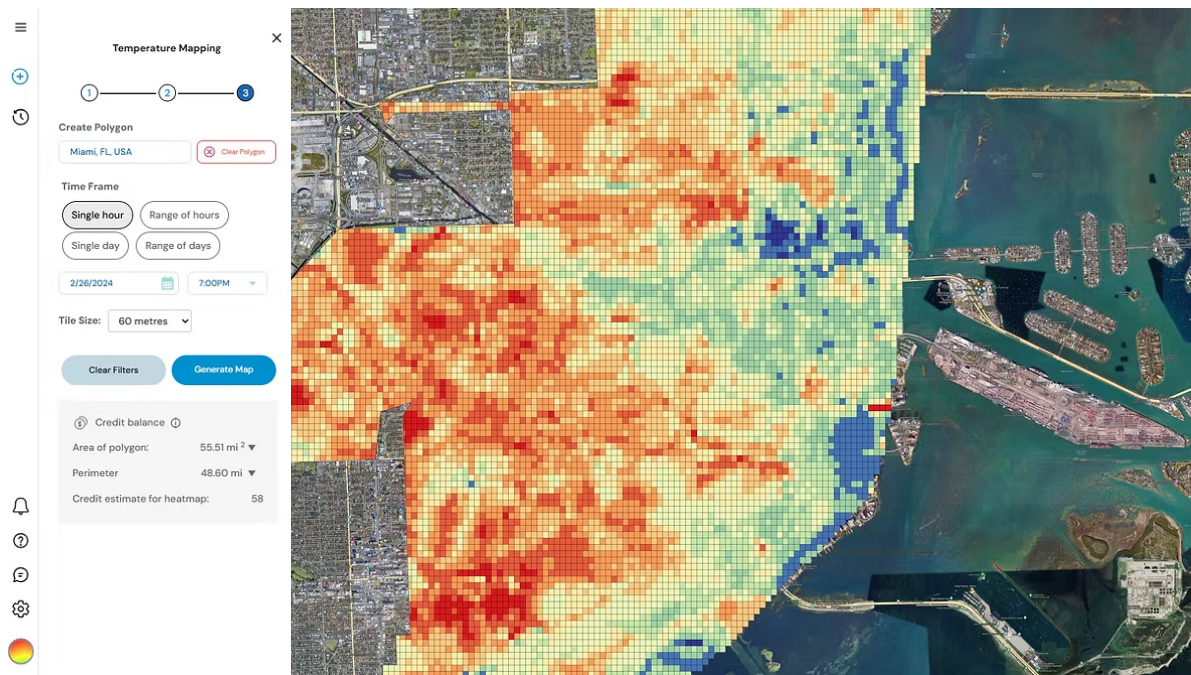 Temperature Mapping
1
2
3
Create Polygon
Miami, FL, USA
Clear Polygon
Time Frame
Single hour
Range of hours
Single day
Range of days
2/26/2024
7:00PM
Tile Size:
60 metres
Clear Filters
Generate Map
Credit balance
Area of polygon:
55.51 mi 2
Perimeter
48.60 mi
Credit estimate for heatmap:
58